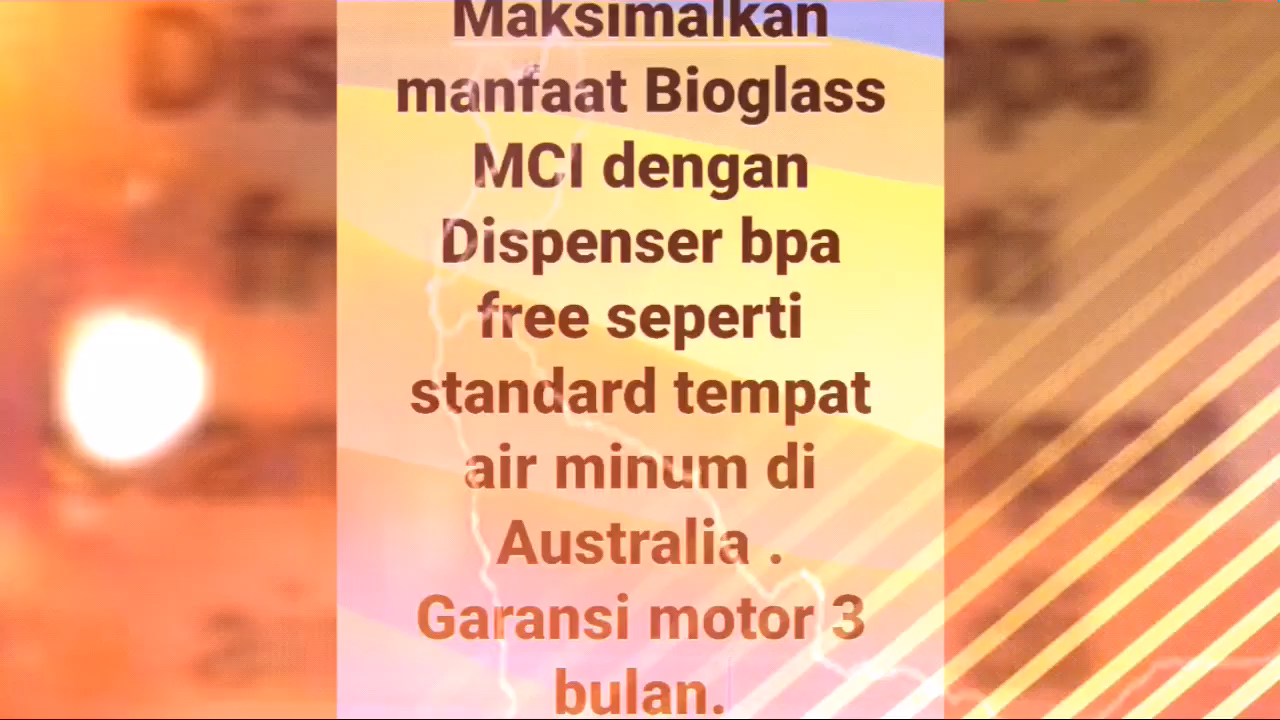 Maksimalkan
manfaat Bioglass
MCI dengan
Dispenser bpa
free seperti
standard tempat
air minum di
Australia .
Garansi motor 3
bulan.